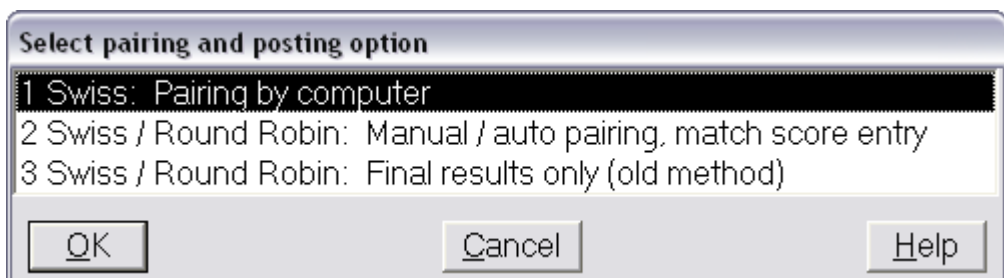 Select pairing and posting option
1 Swiss: Pairing by computer
2 Swiss / Round Robin: Manual / auto pairing, match score entry
3 Swiss / Round Robin: Final results only (old method)
OK Cancel Help